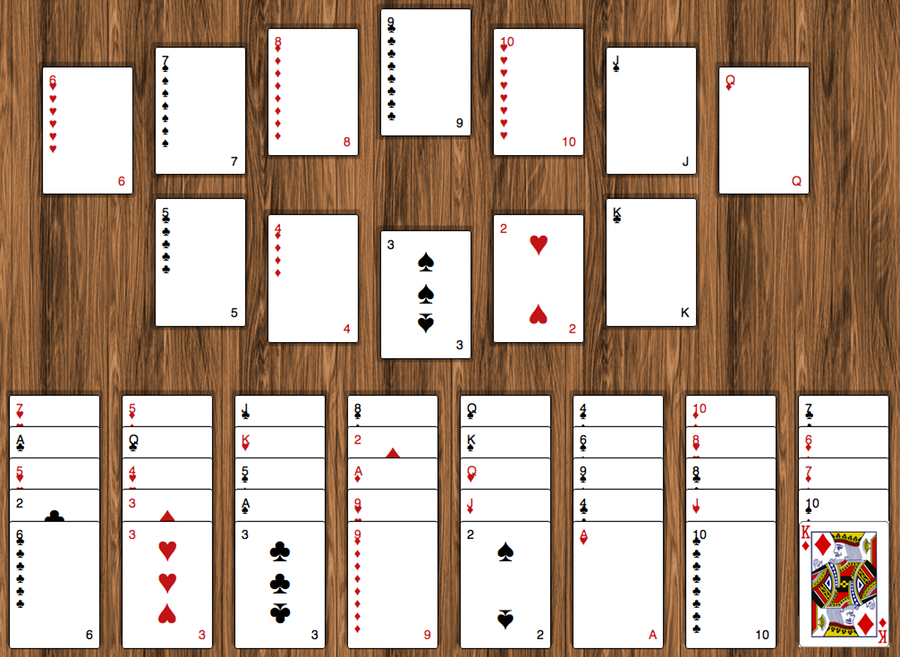 6 7 8 9 10 J Q
6 7 8 9 10 J Q
5 4 3 2 K
5 4 3 2 K
7 5 J 8 Q 4 10 7
A Q K 2 K 6 8 6
5 4 5 A Q 9 8 7
2 3 A 9 J 4 J 10
6 3 3 9 2 A 10 K
6 3 3 9 2 A 10 K